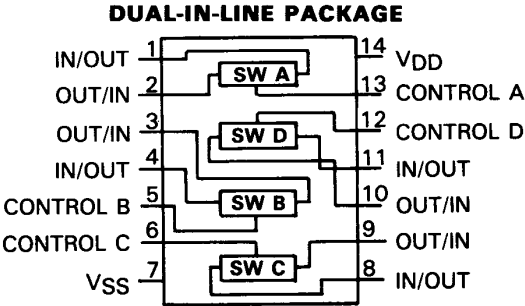 DUAL-IN-LINE PACKAGE
IN/OUT 1
14 VDD
OUT/IN 2
SW A
13 CONTROL A
OUT/IN 3
SW D
12 CONTROL D
IN/OUT 4
11 IN/OUT
CONTROL B 5
SW B
10 OUT/IN
CONTROL C 6
9 OUT/IN
VSS 7
SW C
8 IN/OUT